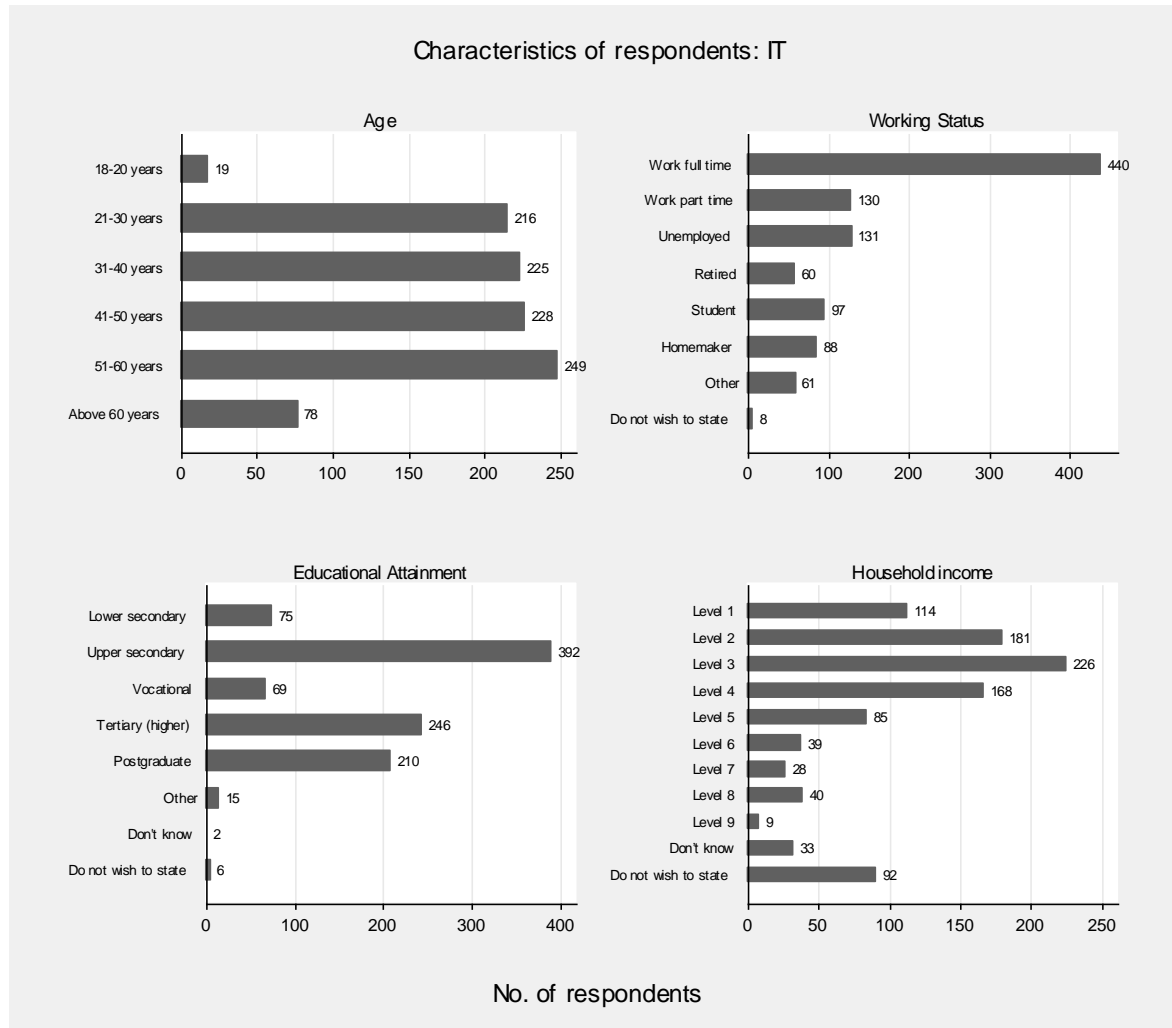 Characteristics of respondents: IT
Age
18-20 years 19
21-30 years 216
31-40 years 225
41-50 years 228
51-60 years 249
Above 60 years 78
0 50 100 150 200 250
Working Status
Work full time 440
Work part time 130
Unemployed 131
Retired 60
Student 97
Homemaker 88
Other 61
Do not wish to state 8
0 100 200 300 400
Educational Attainment
Lower secondary 75
Upper secondary 392
Vocational 69
Tertiary (higher) 246
Postgraduate 210
Other 15
Don't know 2
Do not wish to state 6
0 100 200 300 400
Household income
Level 1 114
Level 2 181
Level 3 226
Level 4 168
Level 5 85
Level 6 39
Level 7 28
Level 8 40
Level 9 9
Don't know 33
Do not wish to state 92
0 50 100 150 200 250
No. of respondents